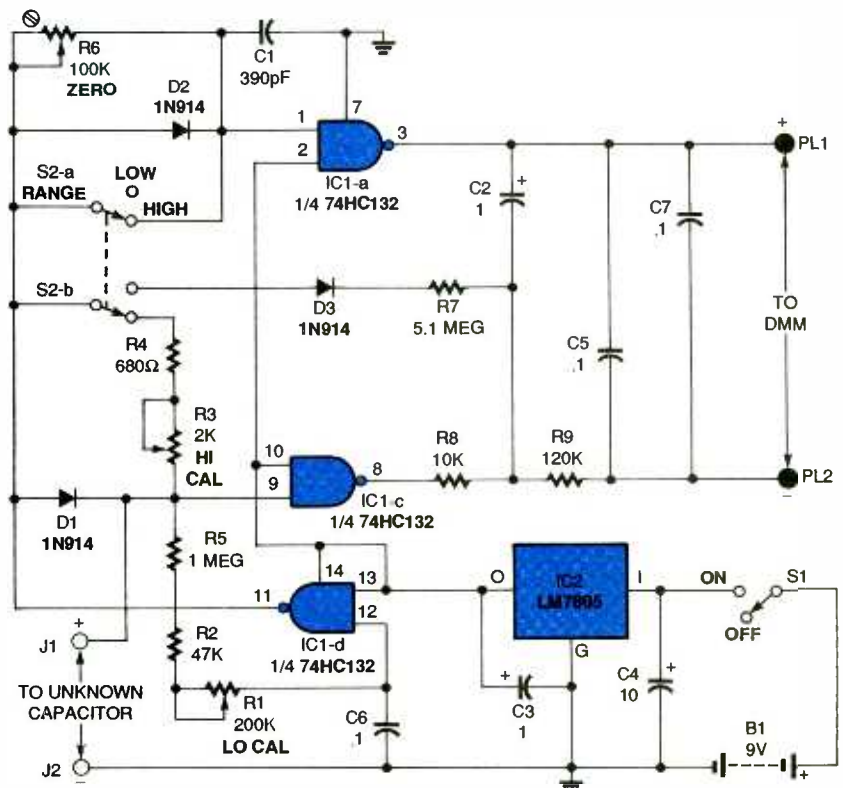 R6
100K
ZERO
C1
390pF
D2
1N914
7
1
2
3
+
PL1
IC1-a
1/4 74HC132
S2-a
RANGE
LOW
O
HIGH
C2
1
+
C7
.1
S2-b
D3
1N914
R7
5.1 MEG
TO
DMM
R4
680Ω
C5
.1
R3
2K
HI
CAL
10
9
8
IC1-c
1/4 74HC132
R8
10K
R9
120K
PL2
−
D1
1N914
R5
1 MEG
14
13
11
12
IC1-d
1/4 74HC132
O
IC2
LM7805
I
G
ON
S1
OFF
+
J1
R2
47K
TO UNKNOWN
CAPACITOR
R1
200K
LO CAL
C6
.1
+
C3
1
C4
10
+
B1
9V
+
J2
−